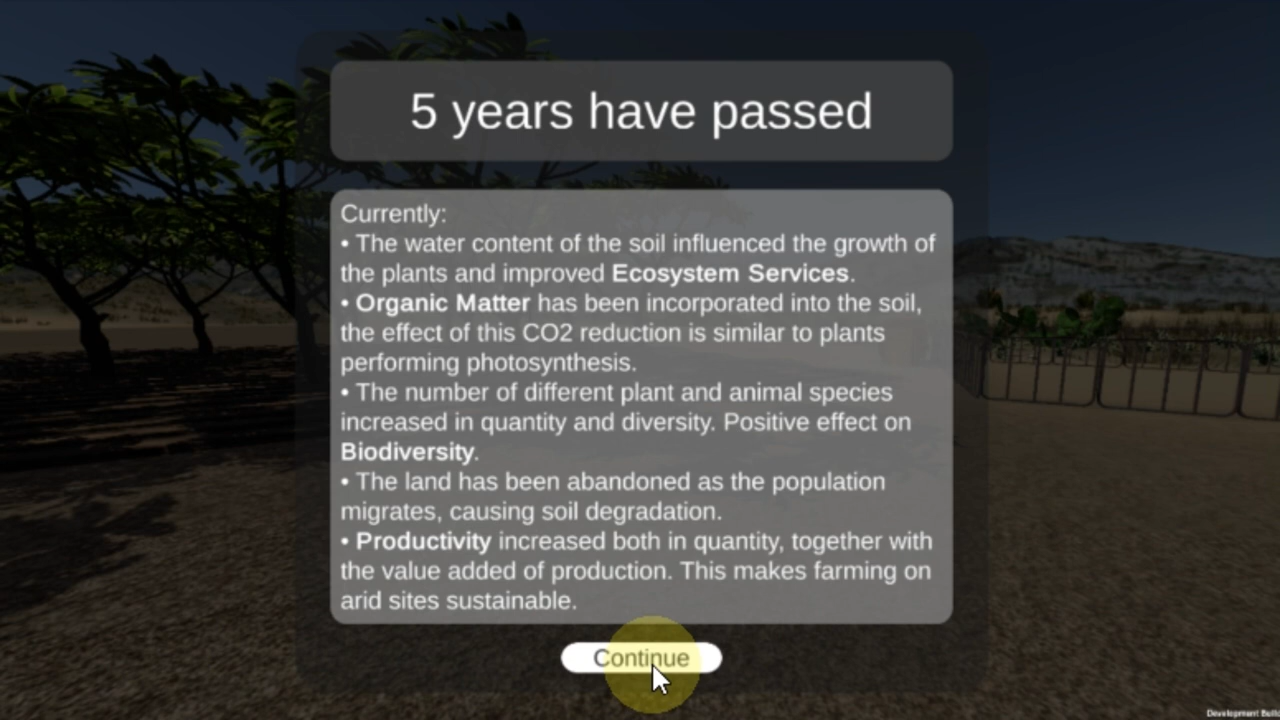 5 years have passed
Currently:
• The water content of the soil influenced the growth of
the plants and improved Ecosystem Services.
• Organic Matter has been incorporated into the soil,
the effect of this CO2 reduction is similar to plants
performing photosynthesis.
• The number of different plant and animal species
increased in quantity and diversity. Positive effect on
Biodiversity.
• The land has been abandoned as the population
migrates, causing soil degradation.
• Productivity increased both in quantity, together with
the value added of production. This makes farming on
arid sites sustainable.
Continue
Development Build